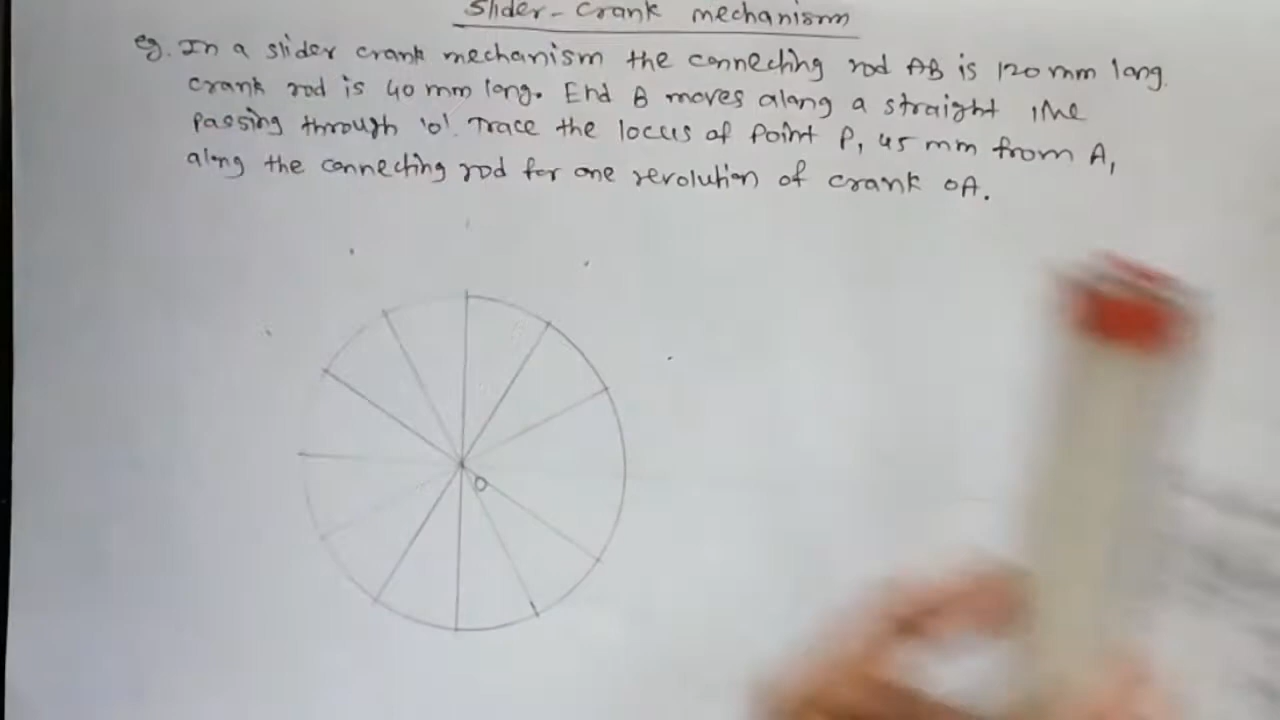 Slider-crank mechanism
eg. In a slider crank mechanism the connecting rod AB is 120mm long.
crank rod is 40 mm long. End B moves along a straight line
passing through 'o'. Trace the locus of point P, 45 mm from A,
along the connecting rod for one revolution of crank OA.
O